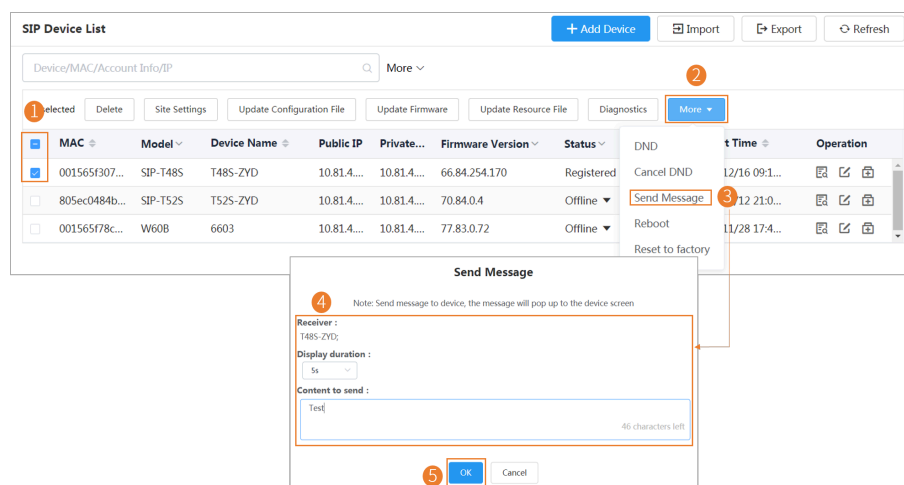 SIP Device List
Add Device
Import
Export
Refresh
Device/MAC/Account Info/IP
More
2
1
elected
Delete
Site Settings
Update Configuration File
Update Firmware
Update Resource File
Diagnostics
More
MAC Model Device Name Public IP Private... Firmware Version Status t Time Operation
001565f307... SIP-T48S T48S-ZYD 10.81.4.... 10.81.4.... 66.84.254.170 Registered 12/16 09:1...
805ec0484b... SIP-T52S T52S-ZYD 10.81.4.... 10.81.4.... 70.84.0.4 Offline /12 21:0...
001565f78c... W60B 6603 10.81.4.... 10.81.4.... 77.83.0.72 Offline 11/28 17:4...
DND
Cancel DND
Send Message
3
Reboot
Reset to factory
Send Message
4
Note: Send message to device, the message will pop up to the device screen
Receiver :
T48S-ZYD;
Display duration :
5s
Content to send :
Test
46 characters left
5
OK
Cancel